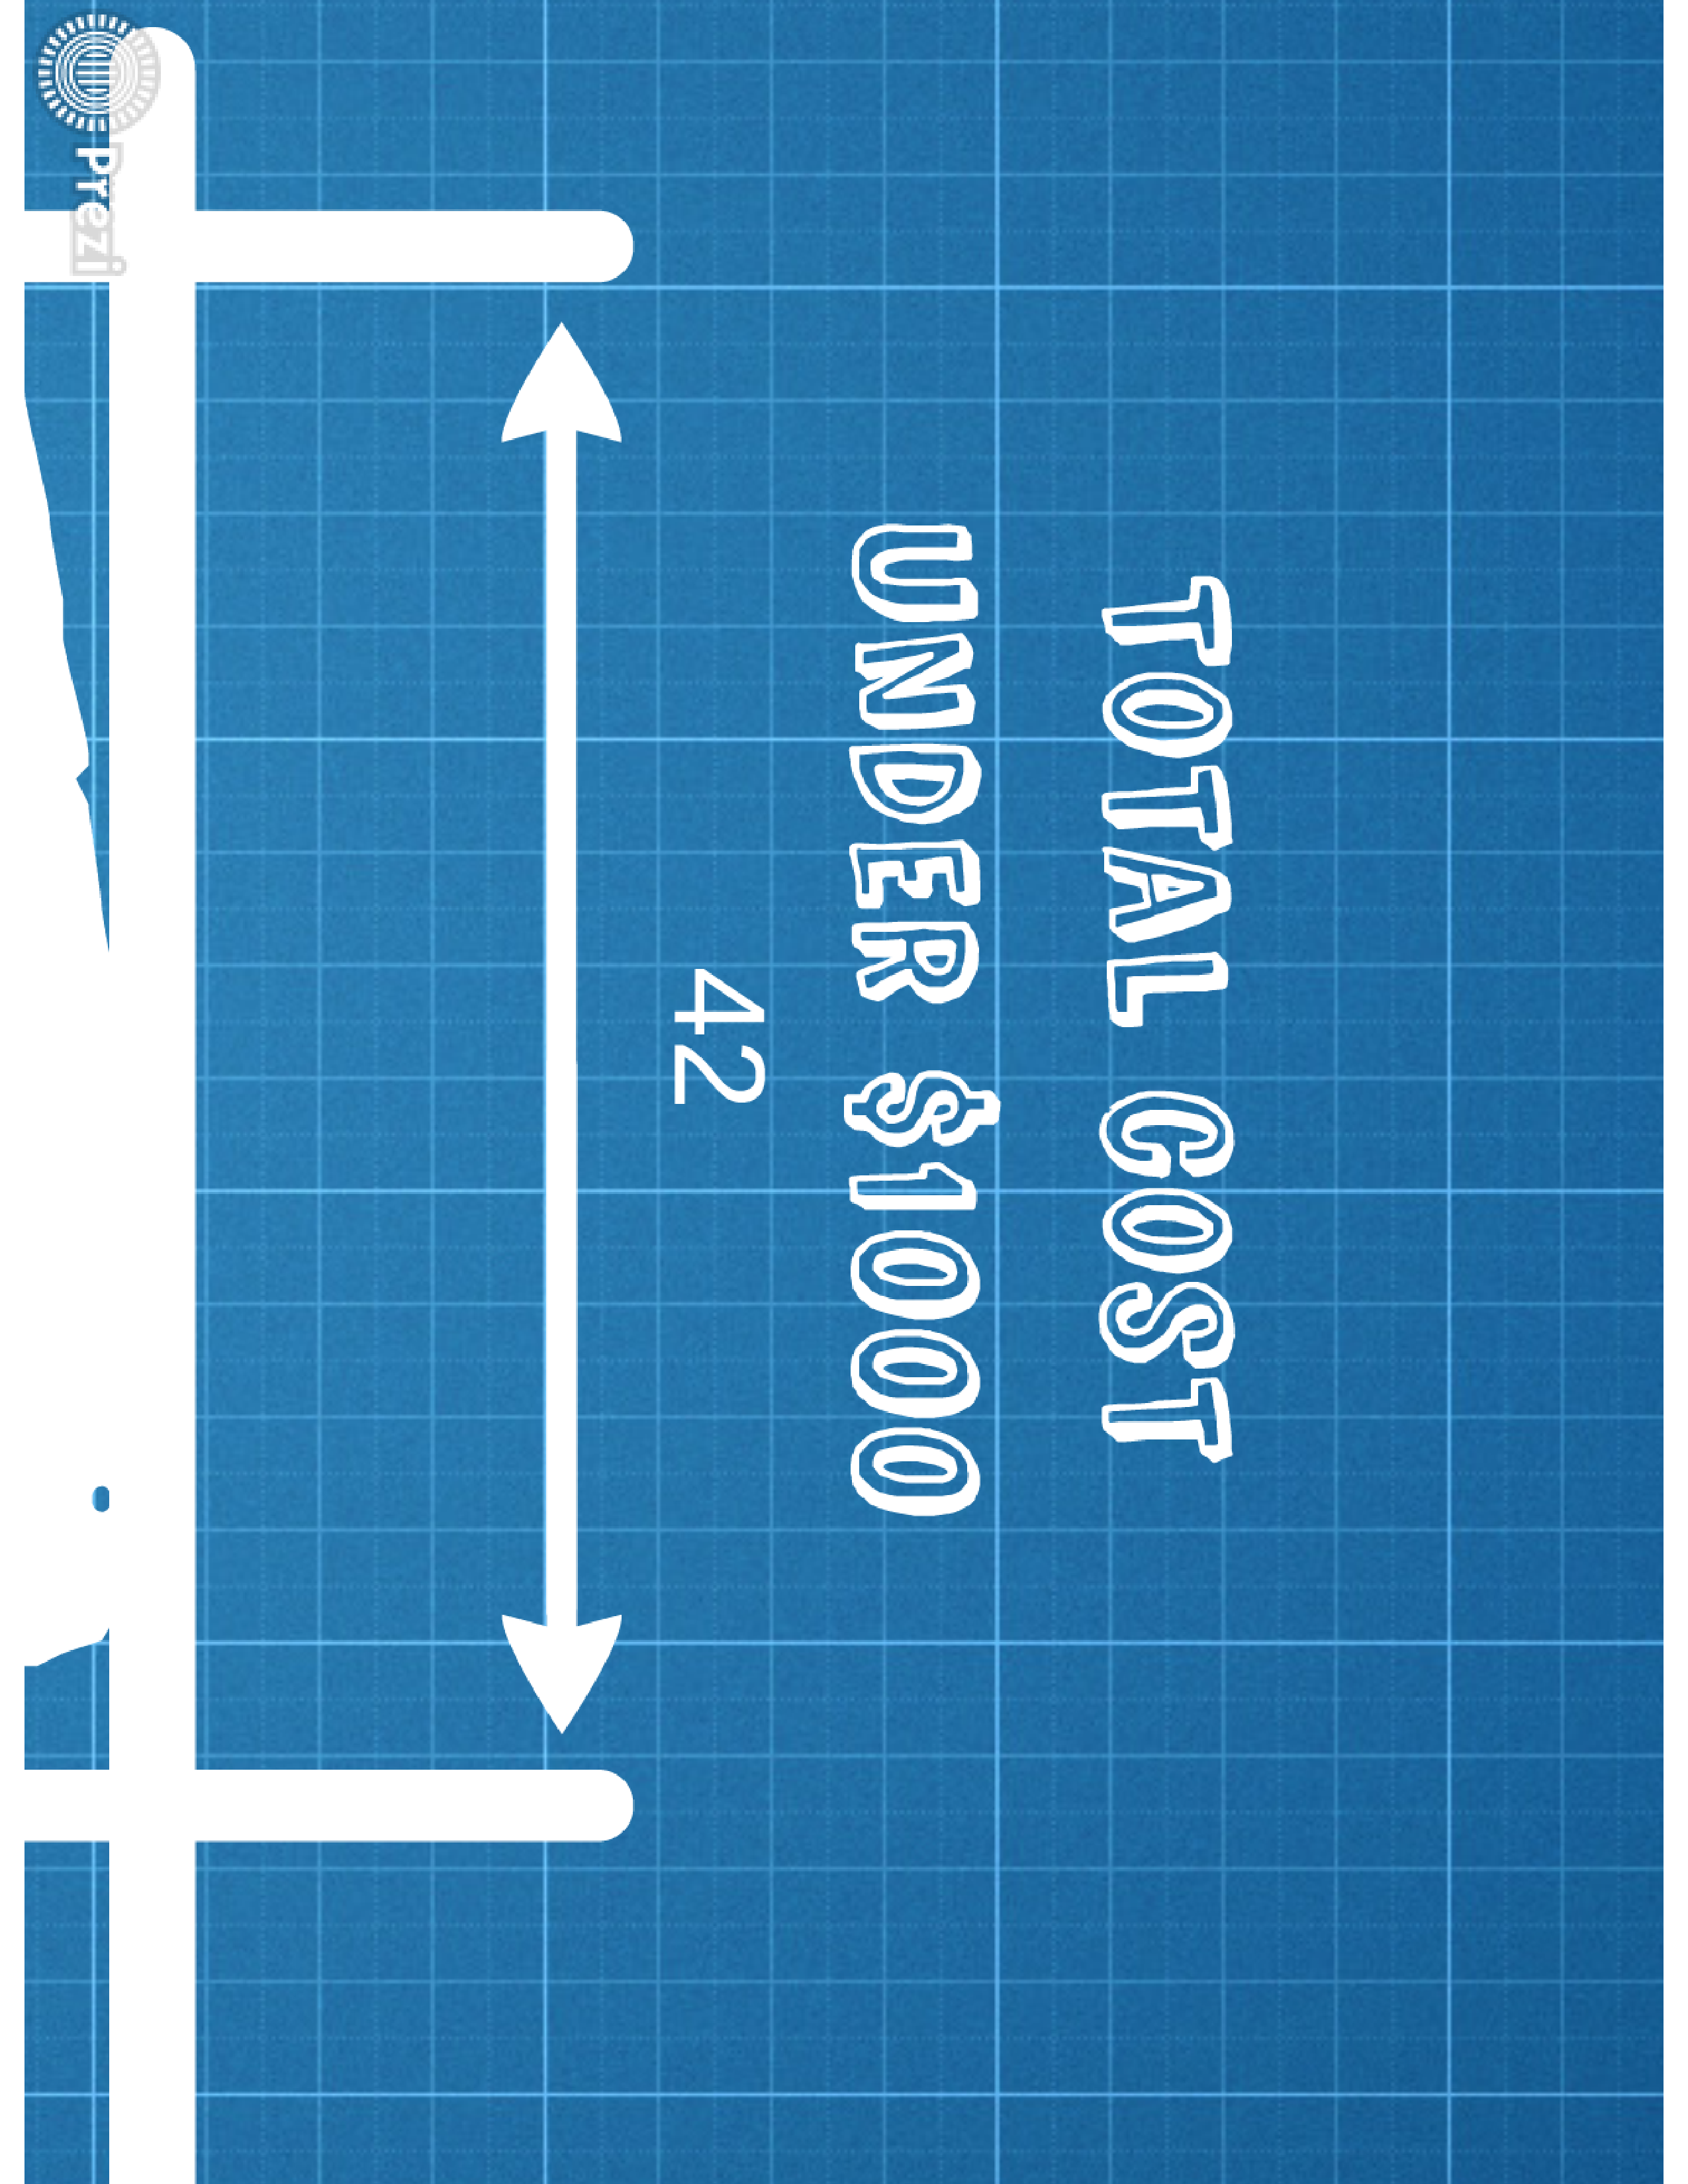 TOTAL COST
UNDER $1000
42
Prezi